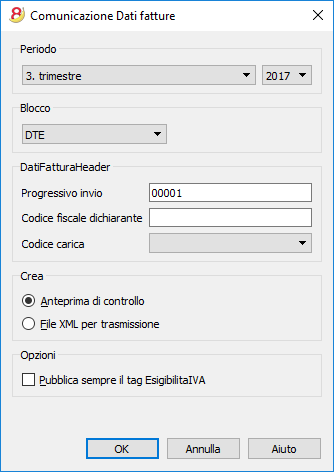 Comunicazione Dati fatture
Periodo
3. trimestre 2017
Blocco
DTE
DatiFatturaHeader
Progressivo invio 00001
Codice fiscale dichiarante
Codice carica
Crea
Anteprima di controllo
File XML per trasmissione
Opzioni
Pubblica sempre il tag EsigibilitaIVA
OK Annulla Aiuto